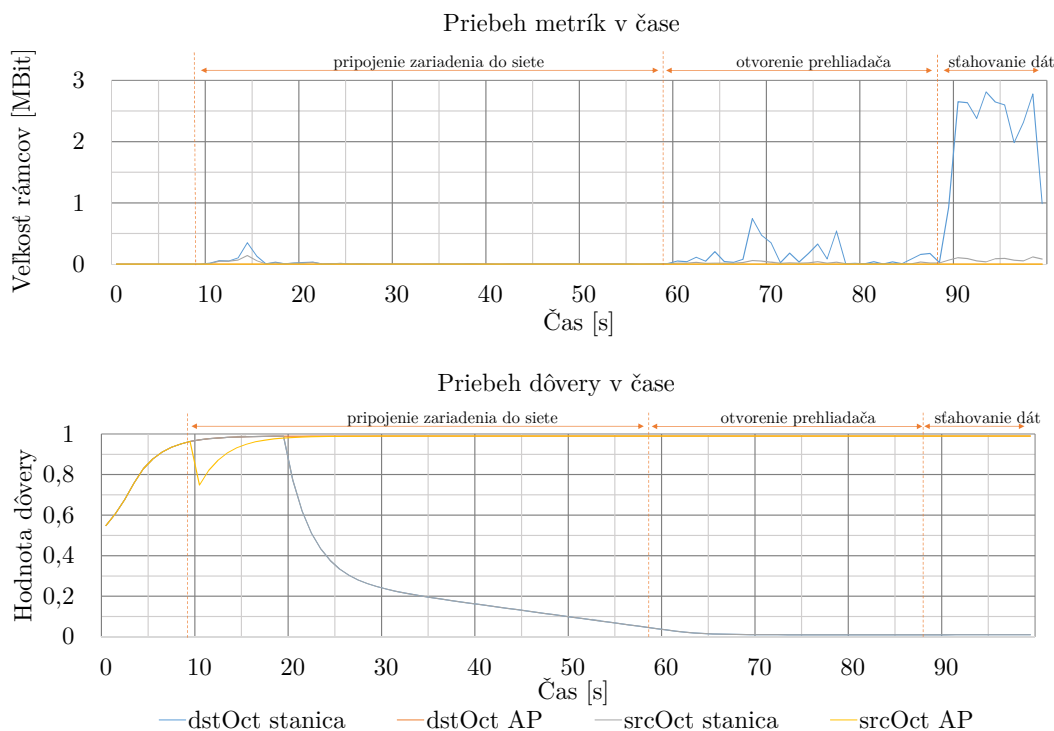 Priebeh metrík v čase
pripojenie zariadenia do siete
otvorenie prehliadača
sťahovanie dát
Veľkosť rámcov [MBit]
3
2
1
0
0 10 20 30 40 50 60 70 80 90
Čas [s]
Priebeh dôvery v čase
pripojenie zariadenia do siete
otvorenie prehliadača
sťahovanie dát
Hodnota dôvery
1
0,8
0,6
0,4
0,2
0
0 10 20 30 40 50 60 70 80 90
Čas [s]
dstOct stanica
dstOct AP
srcOct stanica
srcOct AP